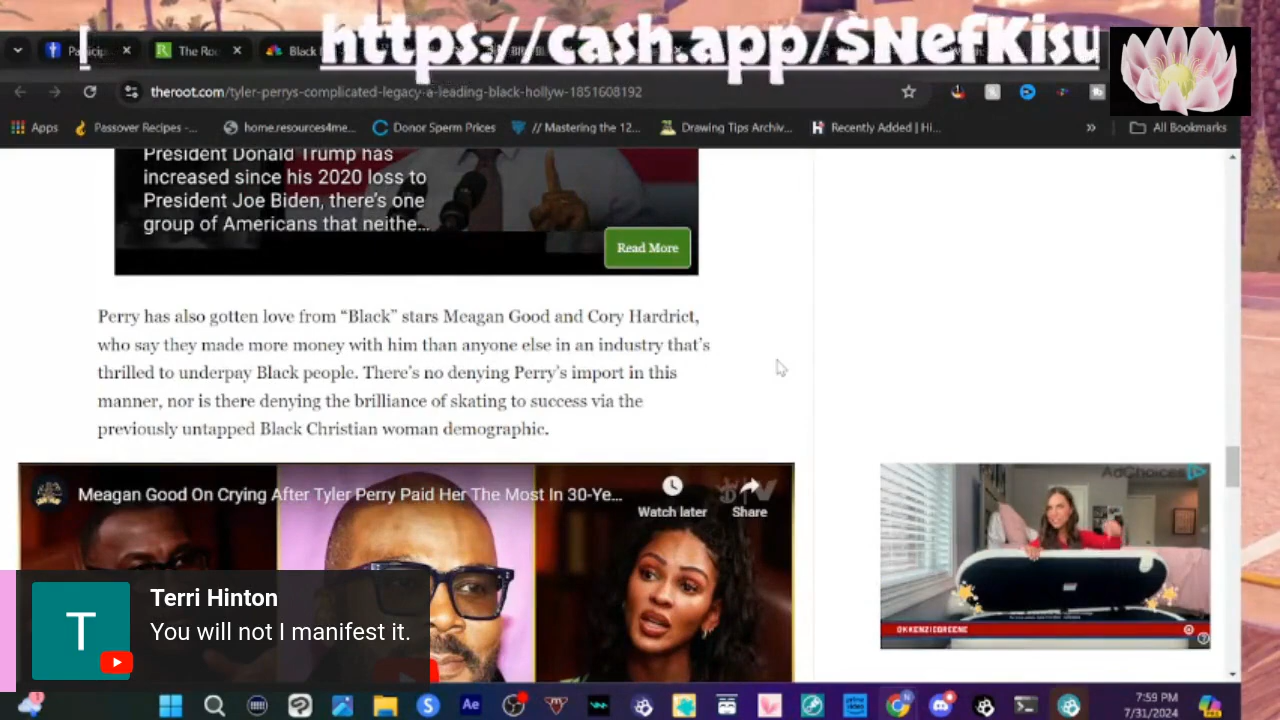 https://cash.app/$NefKisu
The Roo
Black
theroot.com/tyler-perrys-complicated-legacy-a-leading-black-hollyw-1851608192
Apps
Passover Recipes -...
home.resources4me...
Donor Sperm Prices
// Mastering the 12...
Drawing Tips Archiv...
Recently Added | Hi...
»
All Bookmarks
President Donald Trump has
increased since his 2020 loss to
President Joe Biden, there's one
group of Americans that neithe...
Read More
Perry has also gotten love from “Black” stars Meagan Good and Cory Hardrict,
who say they made more money with him than anyone else in an industry that’s
thrilled to underpay Black people. There’s no denying Perry’s import in this
manner, nor is there denying the brilliance of skating to success via the
previously untapped Black Christian woman demographic.
Meagan Good On Crying After Tyler Perry Paid Her The Most In 30-Ye...
Watch later
Share
AdChoices
Terri Hinton
You will not I manifest it.
T
7:59 PM
7/31/2024